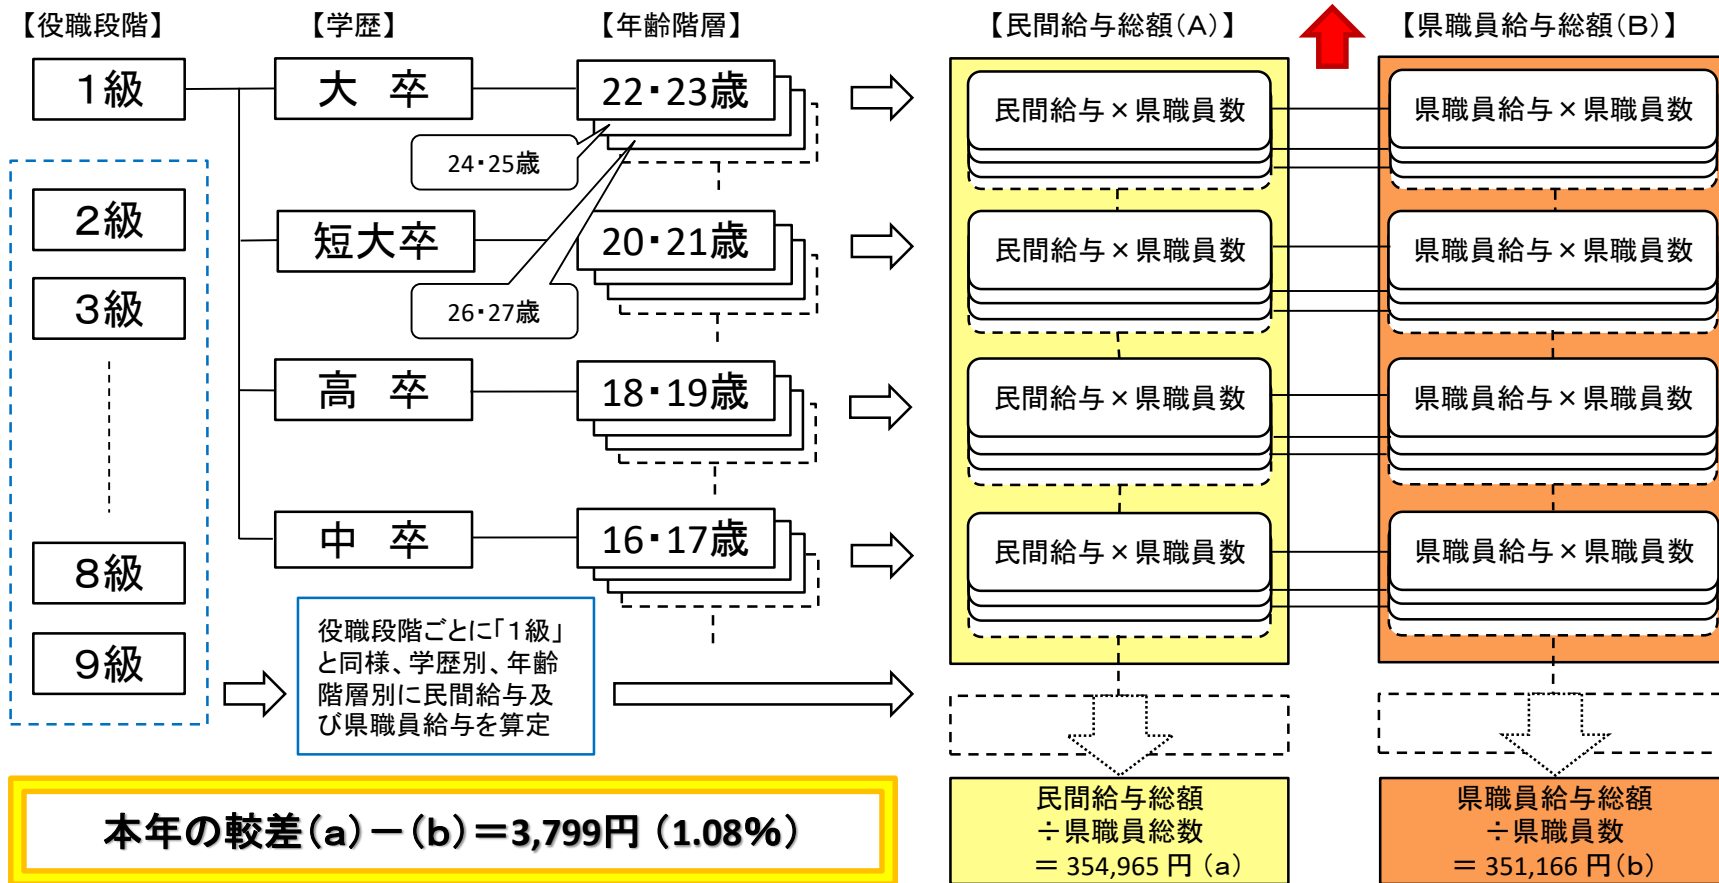 【役職段階】
【学歴】
【年齢階層】
【民間給与総額(A)】
【県職員給与総額(B)】
1級
大 卒
22・23歳
民間給与×県職員数
県職員給与×県職員数
24・25歳
2級
短大卒
20・21歳
民間給与×県職員数
県職員給与×県職員数
3級
26・27歳
高 卒
18・19歳
民間給与×県職員数
県職員給与×県職員数
中 卒
16・17歳
民間給与×県職員数
県職員給与×県職員数
8級
9級
役職段階ごとに「1級」
と同様、学歴別、年齢
階層別に民間給与及
び県職員給与を算定
本年の較差(a)-(b)=3,799円 (1.08%)
民間給与総額
÷県職員総数
= 354,965 円 (a)
県職員給与総額
÷県職員数
= 351,166 円(b)